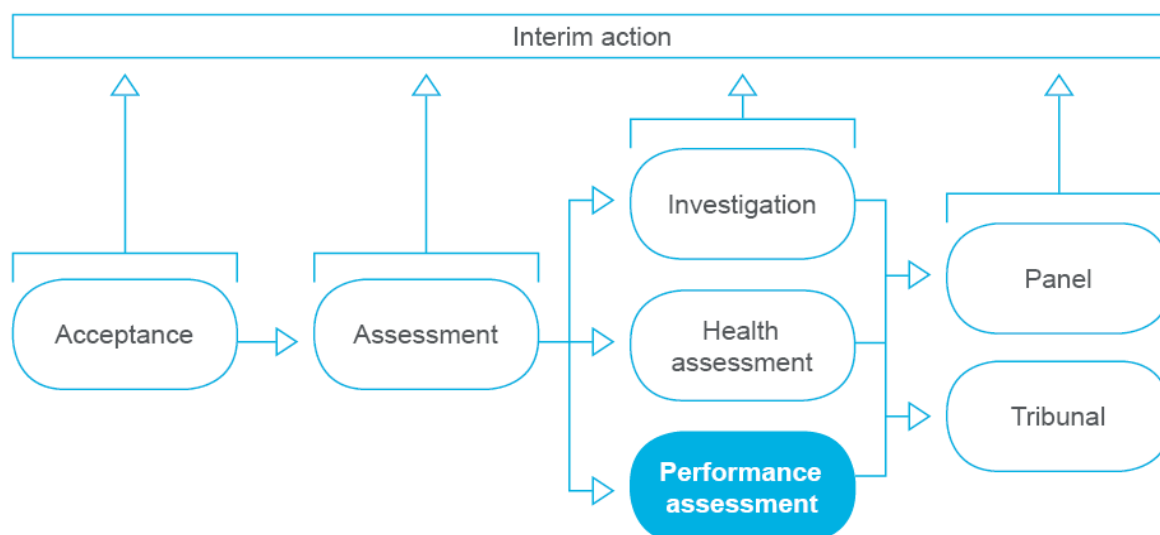 Interim action
Acceptance
Assessment
Investigation
Health
assessment
Performance
assessment
Panel
Tribunal